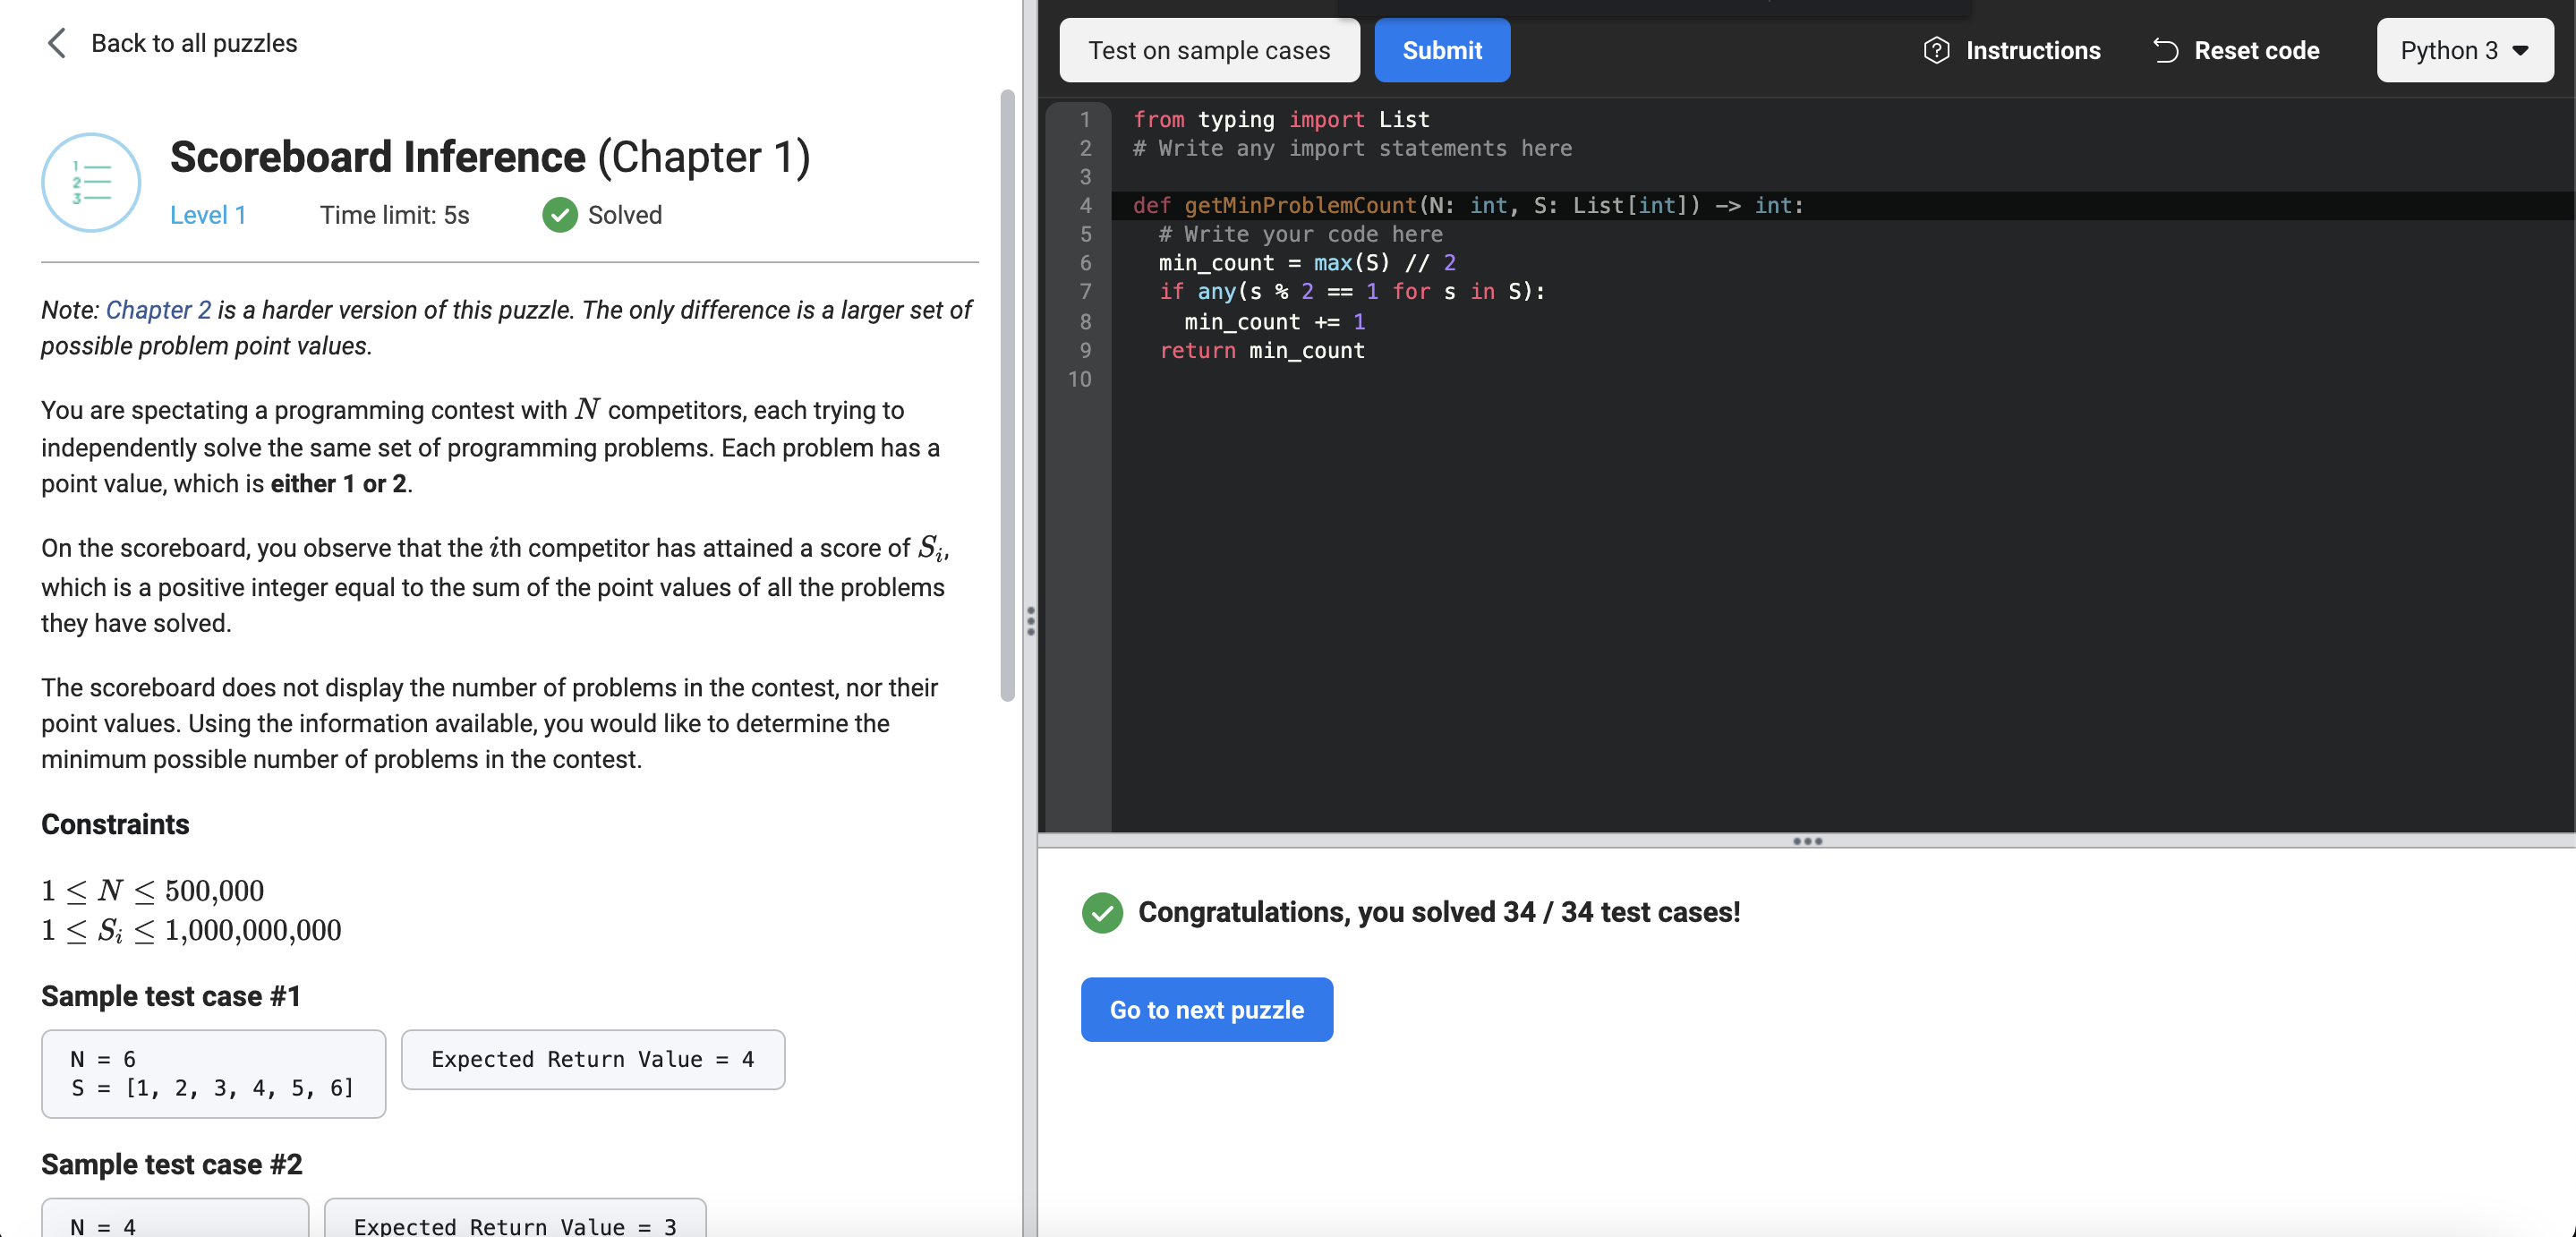 Back to all puzzles
1
2
3
Scoreboard Inference (Chapter 1)
Level 1 Time limit: 5s Solved
Note: Chapter 2 is a harder version of this puzzle. The only difference is a larger set of
possible problem point values.
You are spectating a programming contest with N competitors, each trying to
independently solve the same set of programming problems. Each problem has a
point value, which is either 1 or 2.
On the scoreboard, you observe that the ith competitor has attained a score of Sᵢ,
which is a positive integer equal to the sum of the point values of all the problems
they have solved.
The scoreboard does not display the number of problems in the contest, nor their
point values. Using the information available, you would like to determine the
minimum possible number of problems in the contest.
Constraints
1 ≤ N ≤ 500,000
1 ≤ Sᵢ ≤ 1,000,000,000
Sample test case #1
N = 6
S = [1, 2, 3, 4, 5, 6]
Expected Return Value = 4
Sample test case #2
N = 4
Expected Return Value = 3
Test on sample cases Submit Instructions Reset code Python 3
1 from typing import List
2 # Write any import statements here
3
4 def getMinProblemCount(N: int, S: List[int]) -> int:
5   # Write your code here
6   min_count = max(S) // 2
7   if any(s % 2 == 1 for s in S):
8     min_count += 1
9   return min_count
10
Congratulations, you solved 34 / 34 test cases!
Go to next puzzle